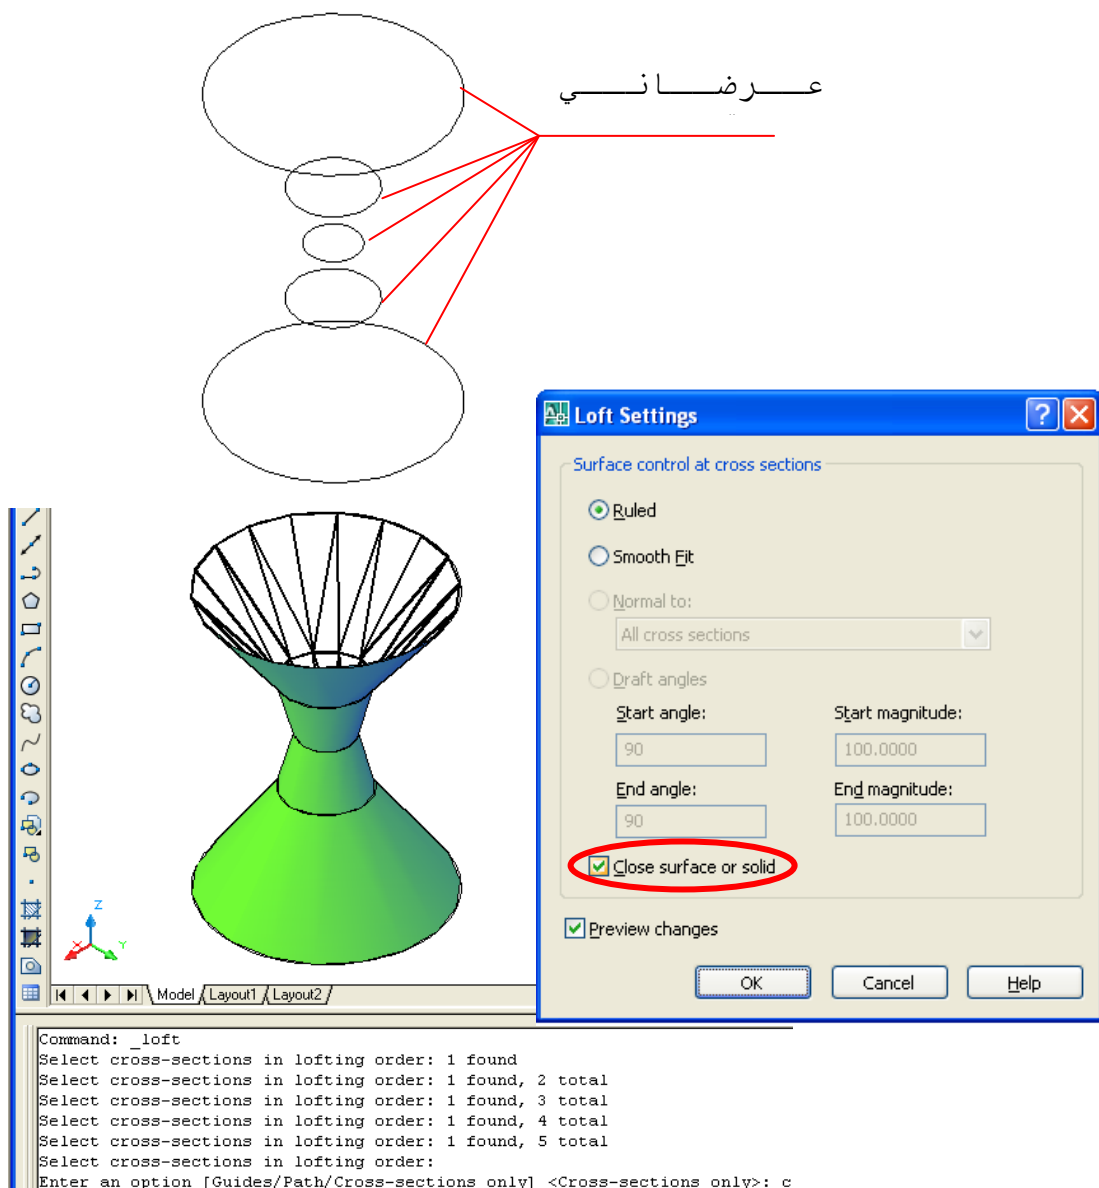 عرضاني
Loft Settings
Surface control at cross sections
Ruled
Smooth Fit
Normal to:
All cross sections
Draft angles
Start angle: Start magnitude:
90 100.0000
End angle: End magnitude:
90 100.0000
Close surface or solid
Preview changes
OK Cancel Help
Z
X Y
Model Layout1 Layout2
Command: _loft
Select cross-sections in lofting order: 1 found
Select cross-sections in lofting order: 1 found, 2 total
Select cross-sections in lofting order: 1 found, 3 total
Select cross-sections in lofting order: 1 found, 4 total
Select cross-sections in lofting order: 1 found, 5 total
Select cross-sections in lofting order:
Enter an option [Guides/Path/Cross-sections only] <Cross-sections only>: c